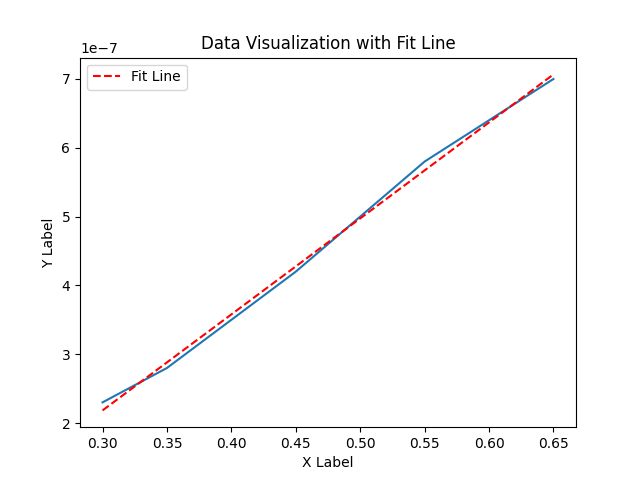 Data Visualization with Fit Line
1e−7
Fit Line
7
6
5
4
3
2
Y Label
0.30 0.35 0.40 0.45 0.50 0.55 0.60 0.65
X Label